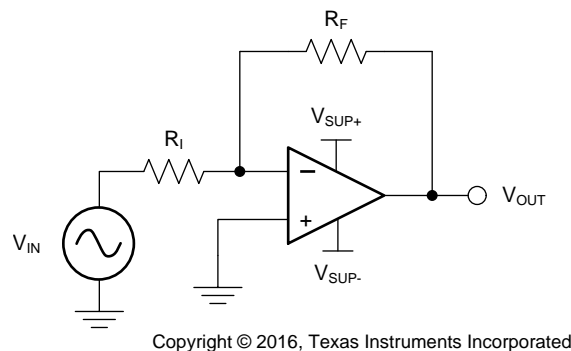 R_F
V_SUP+
R_I
−
+
V_OUT
V_IN
V_SUP-
Copyright © 2016, Texas Instruments Incorporated